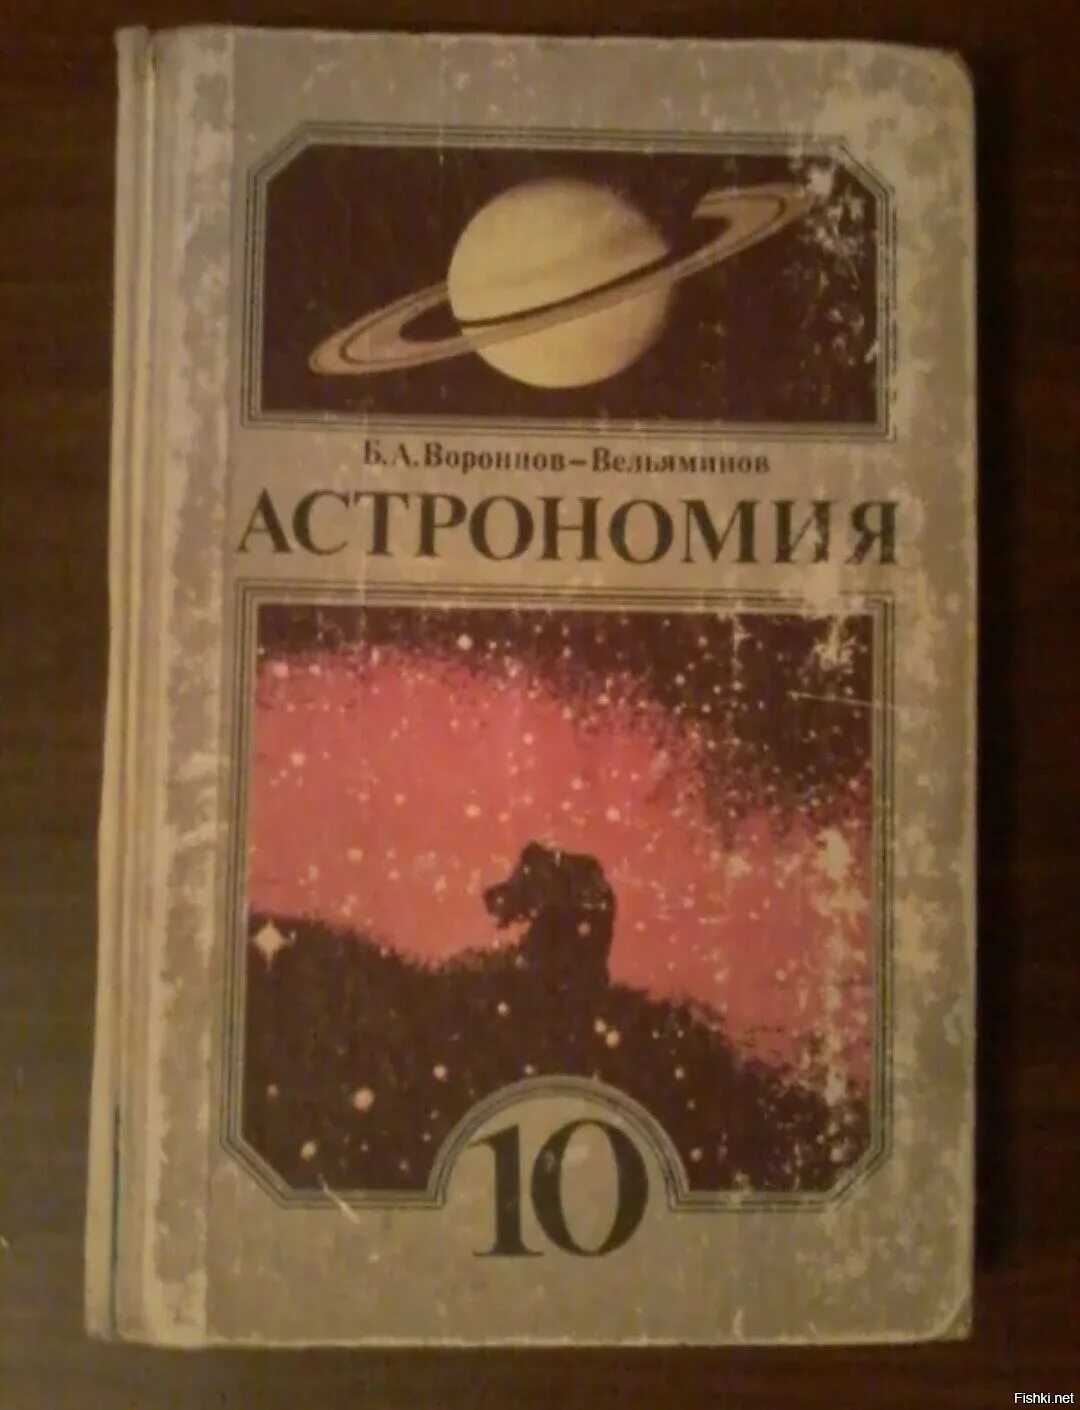 Б.А.Воронцов–Вельяминов
АСТРОНОМИЯ
10
Fishki.net